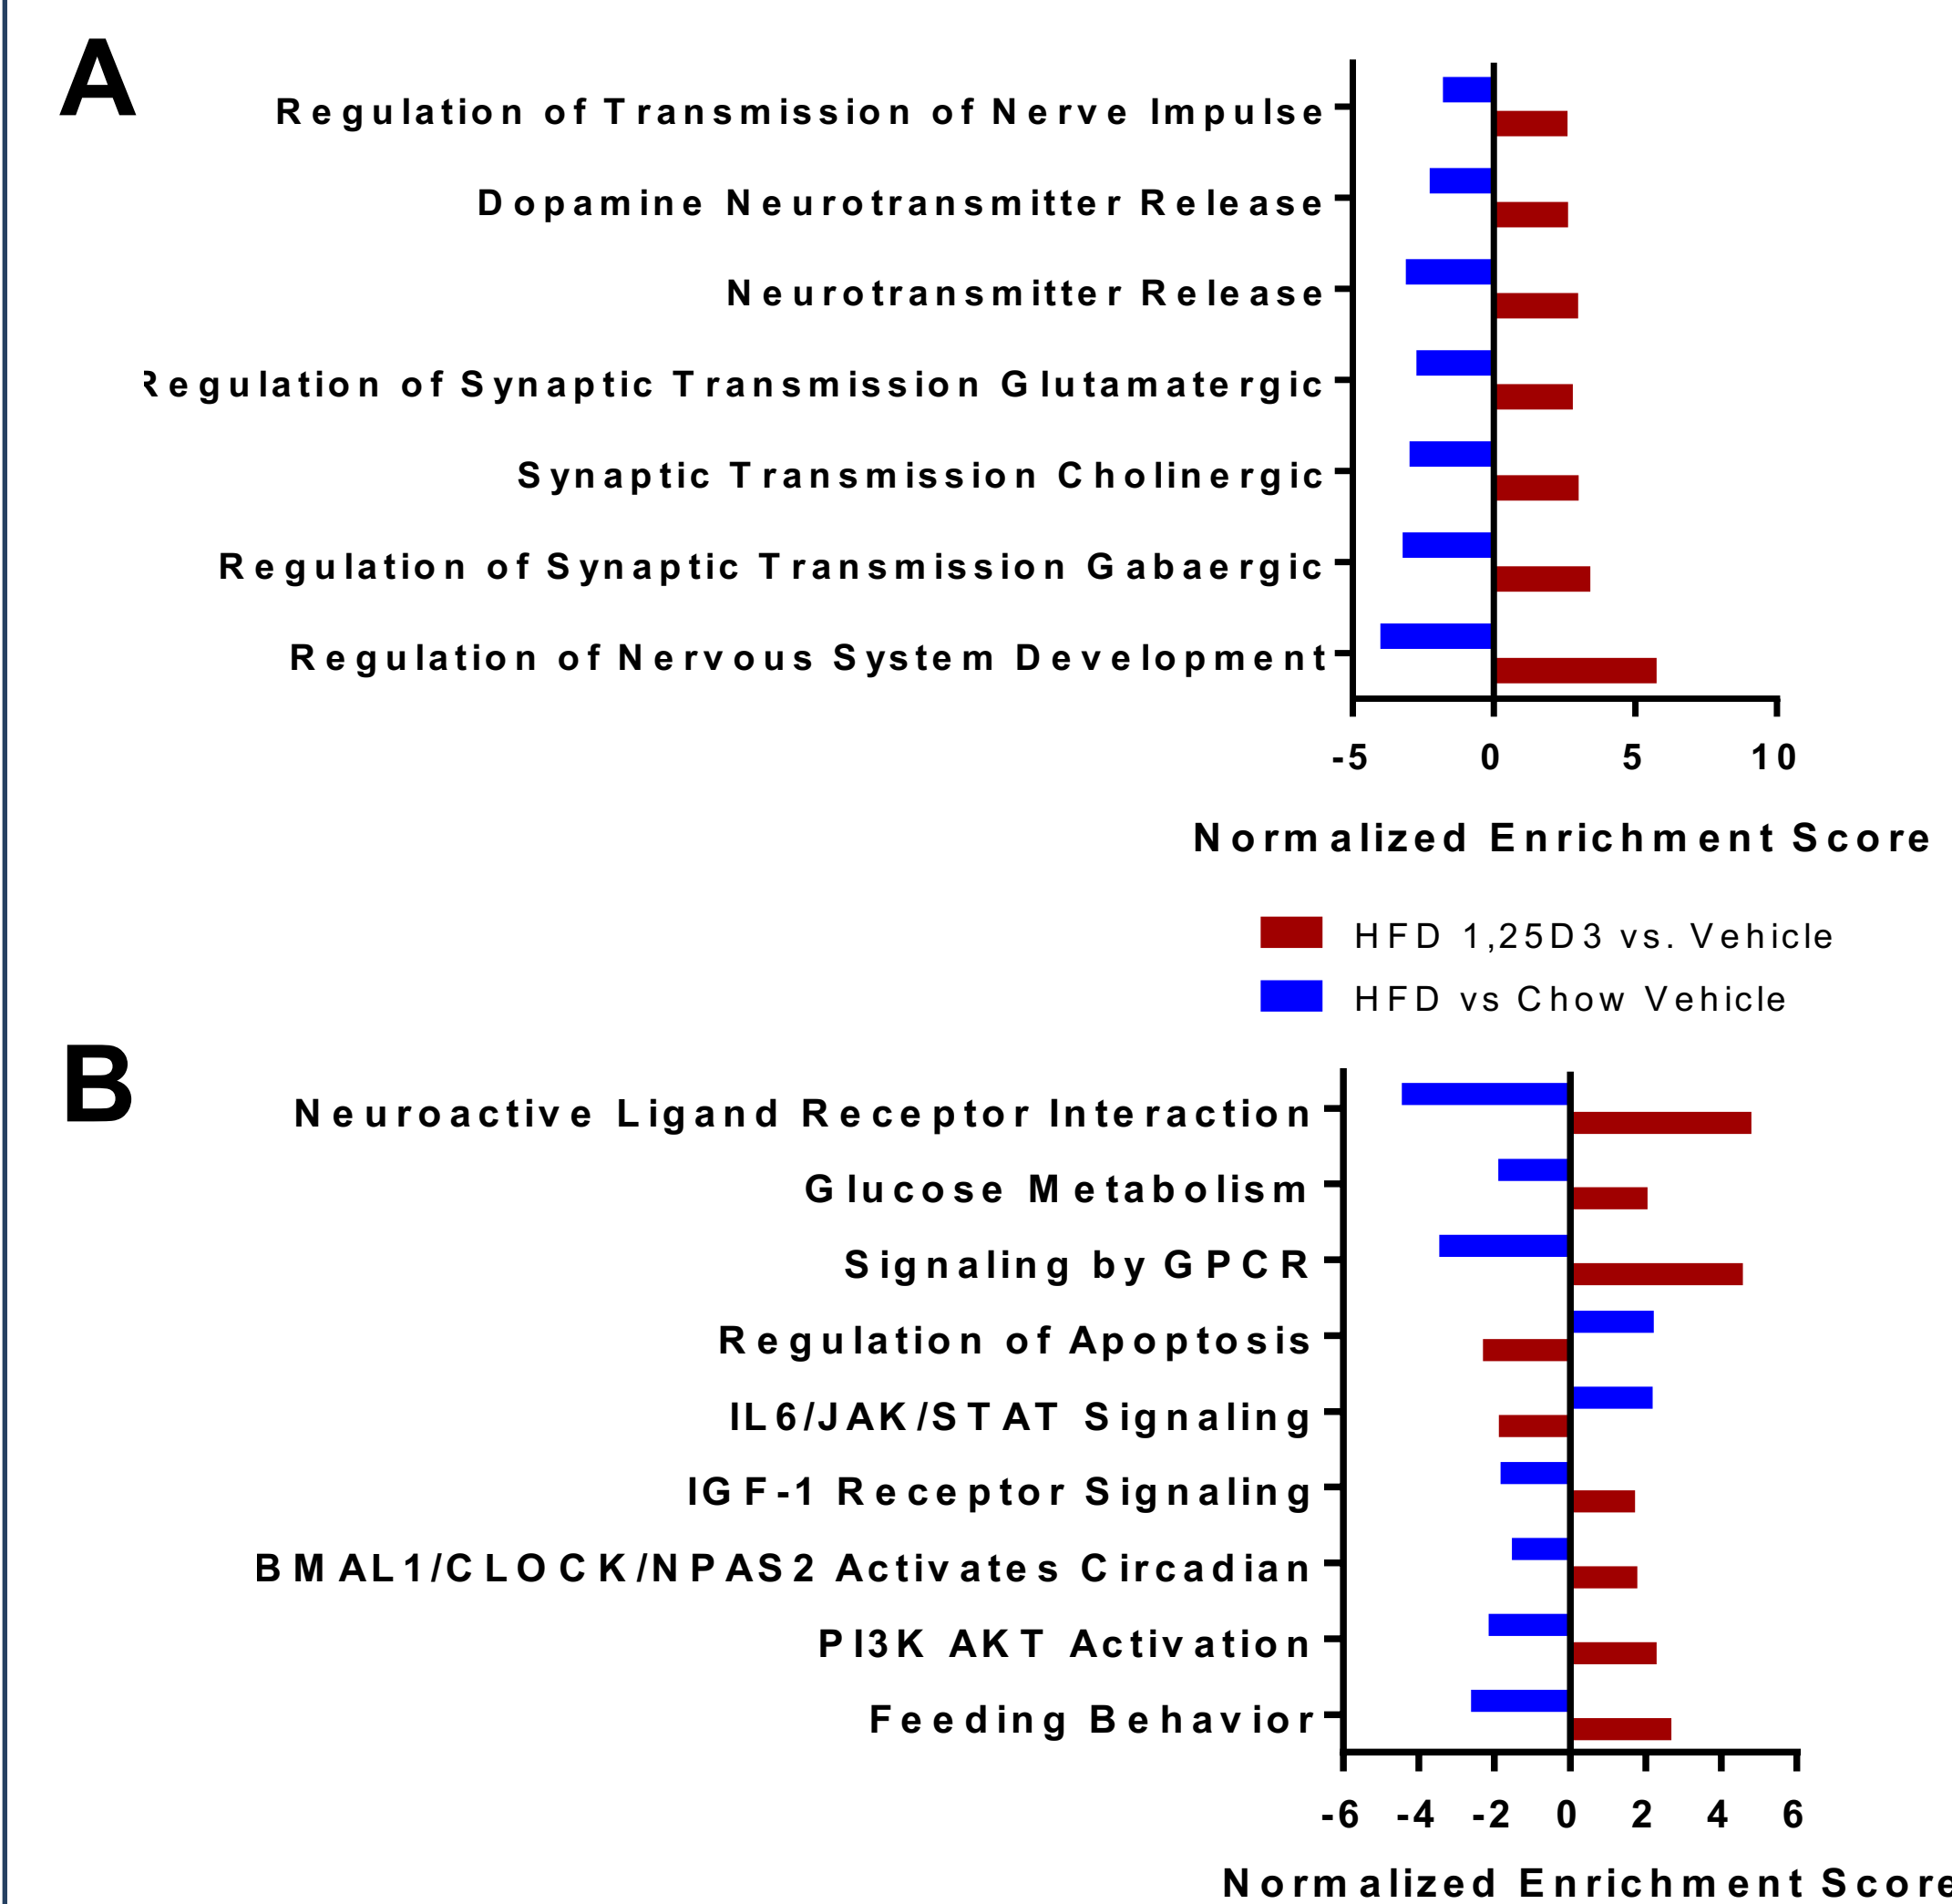 A
Regulation of Transmission of Nerve Impulse
Dopamine Neurotransmitter Release
Neurotransmitter Release
Regulation of Synaptic Transmission Glutamatergic
Synaptic Transmission Cholinergic
Regulation of Synaptic Transmission Gabaergic
Regulation of Nervous System Development
-5 0 5 10
Normalized Enrichment Score
HFD 1,25D3 vs. Vehicle
HFD vs Chow Vehicle
B
Neuroactive Ligand Receptor Interaction
Glucose Metabolism
Signaling by GPCR
Regulation of Apoptosis
IL6/JAK/STAT Signaling
IGF-1 Receptor Signaling
BMAL1/CLOCK/NPAS2 Activates Circadian
PI3K AKT Activation
Feeding Behavior
-6 -4 -2 0 2 4 6
Normalized Enrichment Score